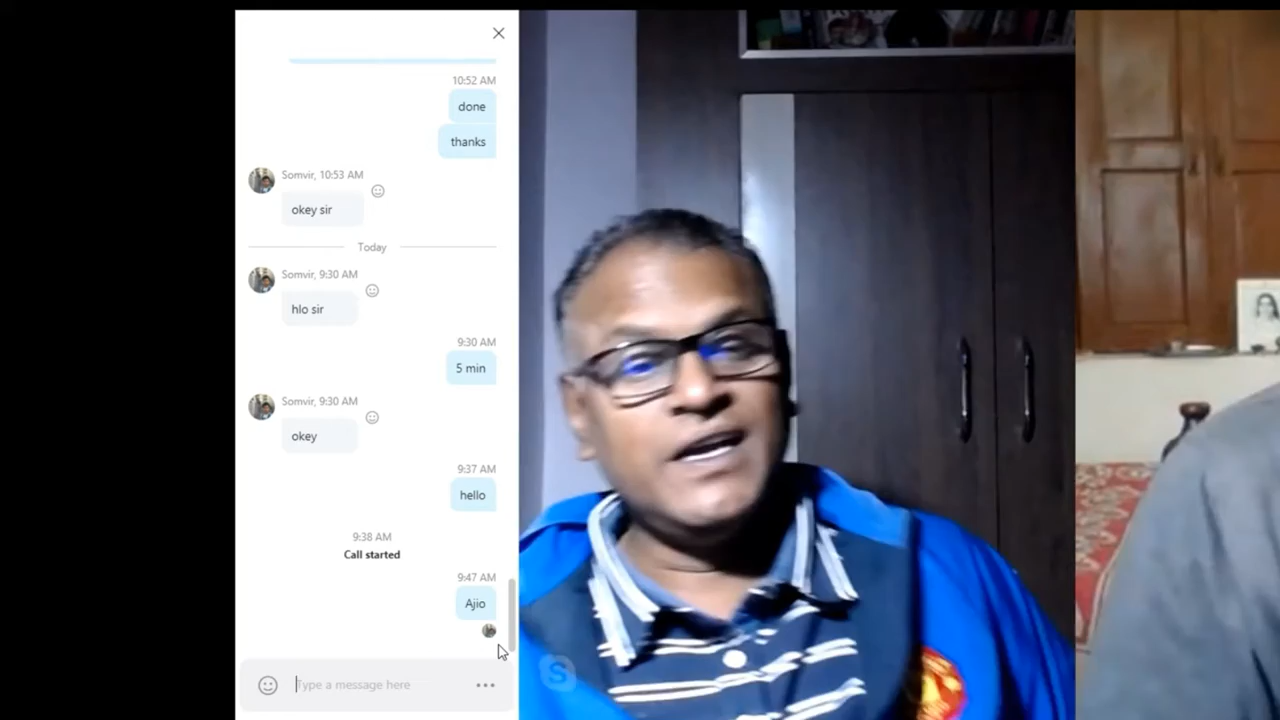 10:52 AM
done
thanks
Somvir, 10:53 AM
okey sir
Today
Somvir, 9:30 AM
hlo sir
9:30 AM
5 min
Somvir, 9:30 AM
okey
9:37 AM
hello
9:38 AM
Call started
9:47 AM
Ajio
Type a message here